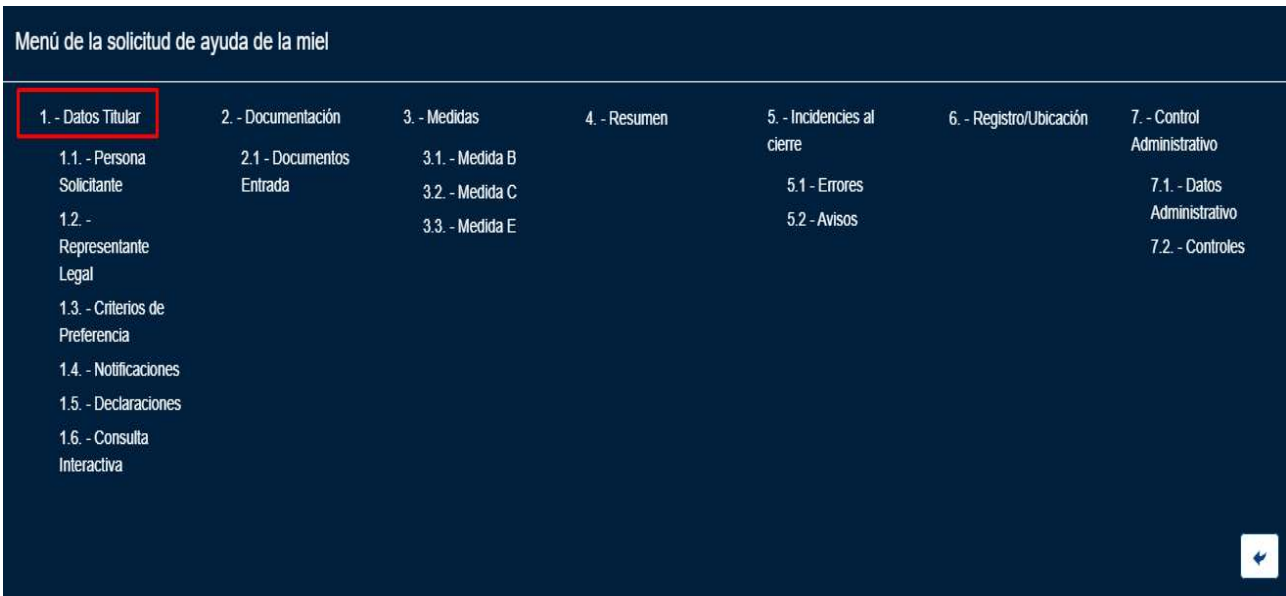 Menú de la solicitud de ayuda de la miel
1. - Datos Titular
1.1. - Persona
Solicitante
1.2. -
Representante
Legal
1.3. - Criterios de
Preferencia
1.4. - Notificaciones
1.5. - Declaraciones
1.6. - Consulta
Interactiva
2. - Documentación
2.1 - Documentos
Entrada
3. - Medidas
3.1. - Medida B
3.2. - Medida C
3.3. - Medida E
4. - Resumen
5. - Incidencies al
cierre
5.1 - Errores
5.2 - Avisos
6. - Registro/Ubicación
7. - Control
Administrativo
7.1. - Datos
Administrativo
7.2. - Controles